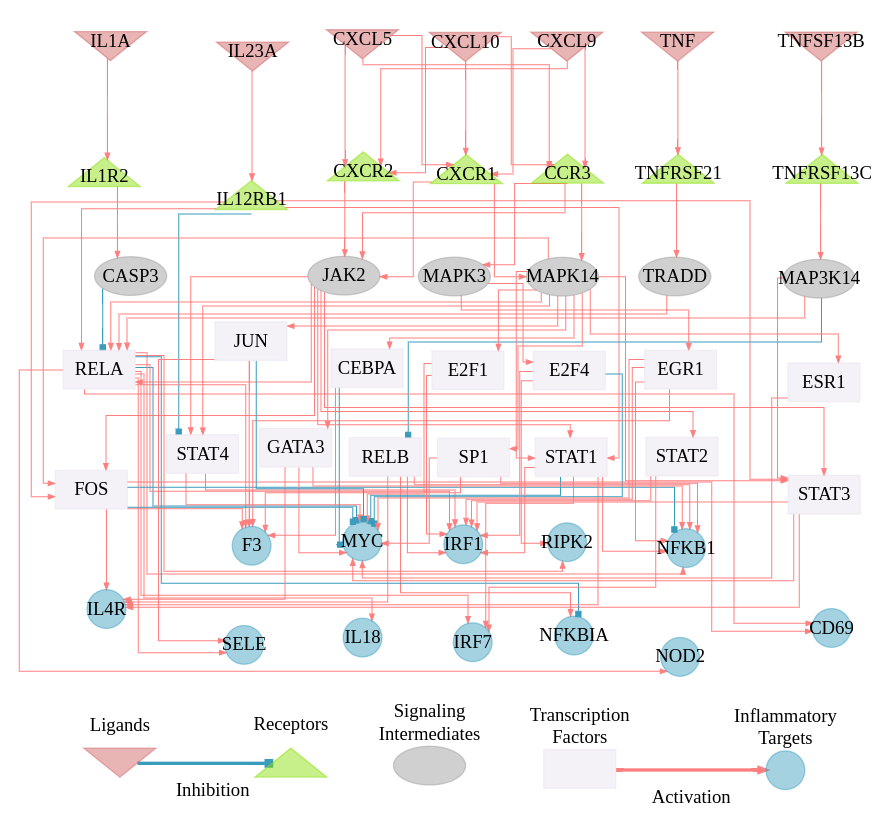 IL1A
IL23A
CXCL5
CXCL10
CXCL9
TNF
TNFSF13B
IL1R2
IL12RB1
CXCR2
CXCR1
CCR3
TNFRSF21
TNFRSF13C
CASP3
JAK2
MAPK3
MAPK14
TRADD
MAP3K14
JUN
RELA
CEBPA
E2F1
E2F4
EGR1
ESR1
STAT4
GATA3
RELB
SP1
STAT1
STAT2
FOS
STAT3
F3
MYC
IRF1
RIPK2
NFKB1
IL4R
SELE
IL18
IRF7
NFKBIA
NOD2
CD69
Ligands
Receptors
Signaling
Intermediates
Transcription
Factors
Inflammatory
Targets
Inhibition
Activation